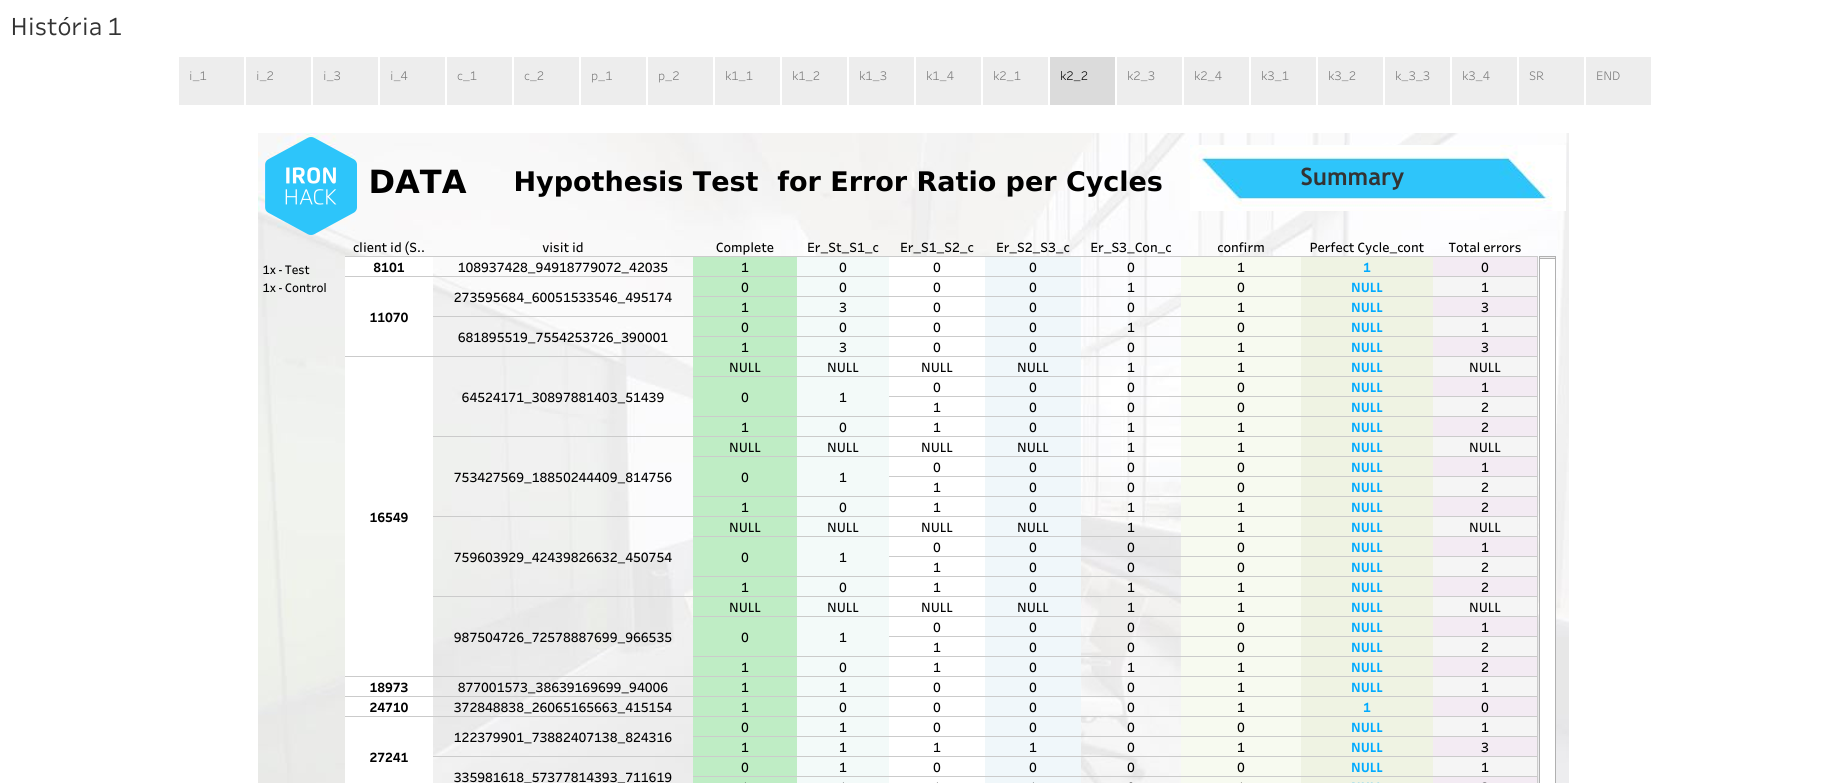 História 1
i_1 i_2 i_3 i_4 c_1 c_2 p_1 p_2 k1_1 k1_2 k1_3 k1_4 k2_1 k2_2 k2_3 k2_4 k3_1 k3_2 k_3_3 k3_4 SR END
IRON
HACK
DATA Hypothesis Test for Error Ratio per Cycles Summary
client id (S.. visit id Complete Er_St_S1_c Er_S1_S2_c Er_S2_S3_c Er_S3_Con_c confirm Perfect Cycle_cont Total errors
1x - Test 8101 108937428_94918779072_42035 1 0 0 0 0 1 1 0
1x - Control 11070 273595684_60051533546_495174 0 0 0 0 1 0 NULL 1
1 3 0 0 0 1 NULL 3
681895519_7554253726_390001 0 0 0 0 1 0 NULL 1
1 3 0 0 0 1 NULL 3
16549 64524171_30897881403_51439 NULL NULL NULL NULL 1 1 NULL NULL
0 1 0 0 0 0 NULL 1
1 0 0 0 NULL 2
1 0 1 0 1 1 NULL 2
753427569_18850244409_814756 NULL NULL NULL NULL 1 1 NULL NULL
0 1 0 0 0 0 NULL 1
1 0 0 0 NULL 2
1 0 1 0 1 1 NULL 2
759603929_42439826632_450754 NULL NULL NULL NULL 1 1 NULL NULL
0 1 0 0 0 0 NULL 1
1 0 0 0 NULL 2
1 0 1 0 1 1 NULL 2
987504726_72578887699_966535 NULL NULL NULL NULL 1 1 NULL NULL
0 1 0 0 0 0 NULL 1
1 0 0 0 NULL 2
1 0 1 0 1 1 NULL 2
18973 877001573_38639169699_94006 1 1 0 0 0 1 NULL 1
24710 372848838_26065165663_415154 1 0 0 0 0 1 1 0
27241 122379901_73882407138_824316 0 1 0 0 0 0 NULL 1
1 1 1 1 0 1 NULL 3
335981618_57377814393_711619 0 1 0 0 0 0 NULL 1